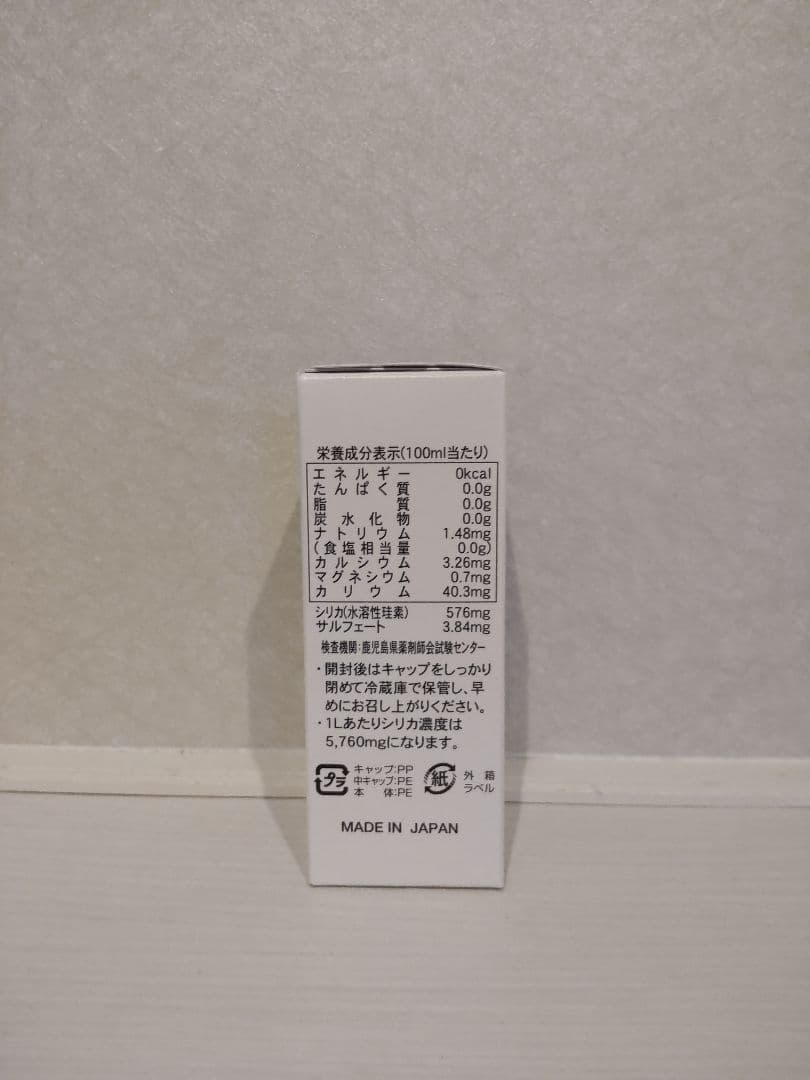 栄養成分表示(100ml当たり)
エネルギー 0kcal
たんぱく質 0.0g
脂質 0.0g
炭水化物 0.0g
ナトリウム 1.48mg
(食塩相当量 0.0g)
カルシウム 3.26mg
マグネシウム 0.7mg
カリウム 40.3mg
シリカ(水溶性珪素) 576mg
サルフェート 3.84mg
検査機関:鹿児島県薬剤師会試験センター
・開封後はキャップをしっかり
閉めて冷蔵庫で保管し、早
めにお召し上がりください。
・1Lあたりシリカ濃度は
5,760mgになります。
プラ キャップ:PP
中キャップ:PE
本体:PE
紙 外箱
ラベル
MADE IN JAPAN